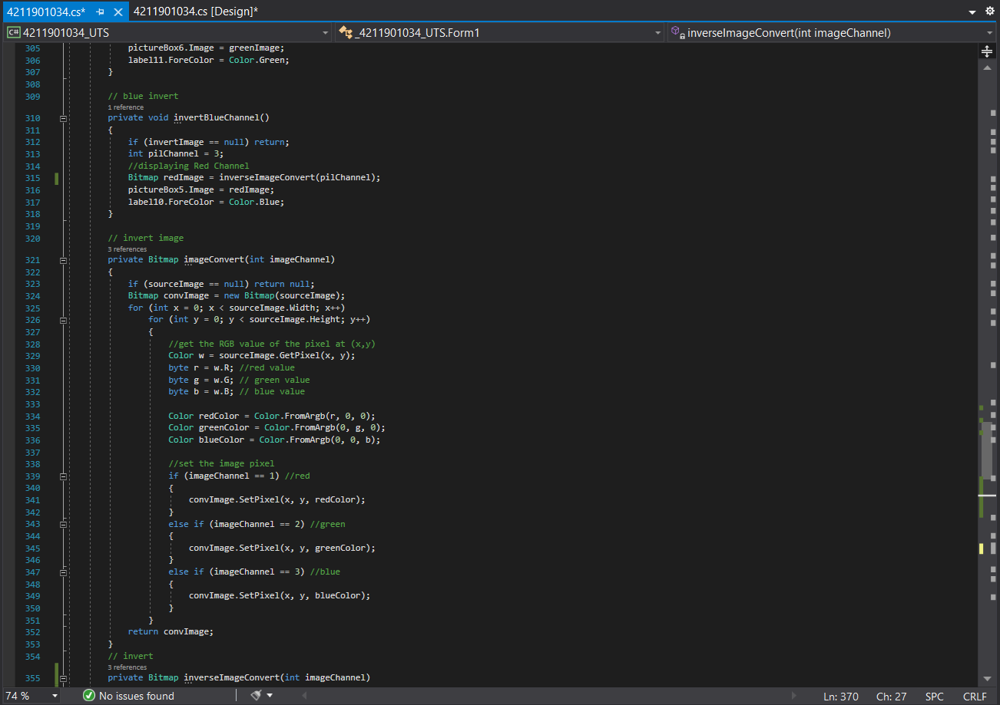 4211901034.cs* 4211901034.cs [Design]*
C# 4211901034_UTS _4211901034_UTS.Form1 inverseImageConvert(int imageChannel)
305 pictureBox6.Image = greenImage;
306 label11.ForeColor = Color.Green;
307 }
308
309 // blue invert
1 reference
310 private void invertBlueChannel()
311 {
312 if (invertImage == null) return;
313 int pilChannel = 3;
314 //displaying Red Channel
315 Bitmap redImage = inverseImageConvert(pilChannel);
316 pictureBox5.Image = redImage;
317 label10.ForeColor = Color.Blue;
318 }
319
320 // invert image
3 references
321 private Bitmap imageConvert(int imageChannel)
322 {
323 if (sourceImage == null) return null;
324 Bitmap convImage = new Bitmap(sourceImage);
325 for (int x = 0; x < sourceImage.Width; x++)
326 for (int y = 0; y < sourceImage.Height; y++)
327 {
328 //get the RGB value of the pixel at (x,y)
329 Color w = sourceImage.GetPixel(x, y);
330 byte r = w.R; //red value
331 byte g = w.G; // green value
332 byte b = w.B; // blue value
333
334 Color redColor = Color.FromArgb(r, 0, 0);
335 Color greenColor = Color.FromArgb(0, g, 0);
336 Color blueColor = Color.FromArgb(0, 0, b);
337
338 //set the image pixel
339 if (imageChannel == 1) //red
340 {
341 convImage.SetPixel(x, y, redColor);
342 }
343 else if (imageChannel == 2) //green
344 {
345 convImage.SetPixel(x, y, greenColor);
346 }
347 else if (imageChannel == 3) //blue
348 {
349 convImage.SetPixel(x, y, blueColor);
350 }
351 }
352 return convImage;
353 }
354 // invert
3 references
355 private Bitmap inverseImageConvert(int imageChannel)
74 % No issues found Ln: 370 Ch: 27 SPC CRLF